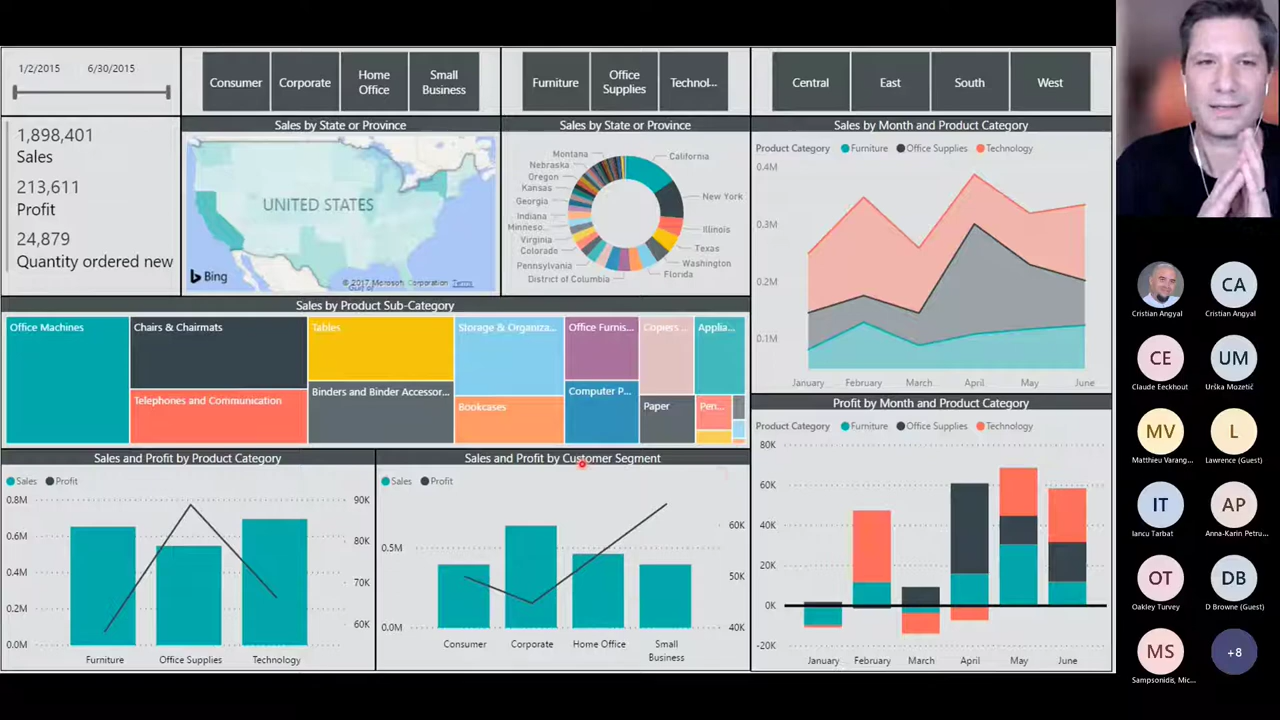 1/2/2015
6/30/2015
1,898,401
Sales
213,611
Profit
24,879
Quantity ordered new
Consumer
Corporate
Home
Office
Small
Business
Furniture
Office
Supplies
Technol...
Central
East
South
West
Sales by State or Province
UNITED STATES
Bing
© 2017 Microsoft Corporation
Terms
Sales by State or Province
Montana
Nebraska
Oregon
Kansas
Georgia
Indiana
Minneso...
Virginia
Colorado
Pennsylvania
District of Columbia
California
New York
Illinois
Texas
Washington
Florida
Sales by Month and Product Category
Product Category
Furniture
Office Supplies
Technology
0.4M
0.3M
0.2M
0.1M
January
February
March
April
May
June
Sales by Product Sub-Category
Office Machines
Chairs & Chairmats
Telephones and Communication
Tables
Binders and Binder Accessor...
Storage & Organiza...
Bookcases
Office Furnis...
Computer P...
Copiers...
Paper
Applia...
Pen...
Sales and Profit by Product Category
Sales
Profit
0.8M
0.6M
0.4M
0.2M
0.0M
90K
80K
70K
60K
Furniture
Office Supplies
Technology
Sales and Profit by Customer Segment
Sales
Profit
0.5M
0.0M
60K
50K
40K
Consumer
Corporate
Home Office
Small
Business
Profit by Month and Product Category
Product Category
Furniture
Office Supplies
Technology
80K
60K
40K
20K
0K
-20K
January
February
March
April
May
June
Cristian Angyal
CA
Cristian Angyal
CE
Claude Eeckhout
UM
Urška Mozetič
MV
Matthieu Varang...
L
Lawrence (Guest)
IT
Iancu Tarbat
AP
Anna-Karin Petru...
OT
Oakley Turvey
DB
D Browne (Guest)
MS
Sampsonidis, Mic...
+8